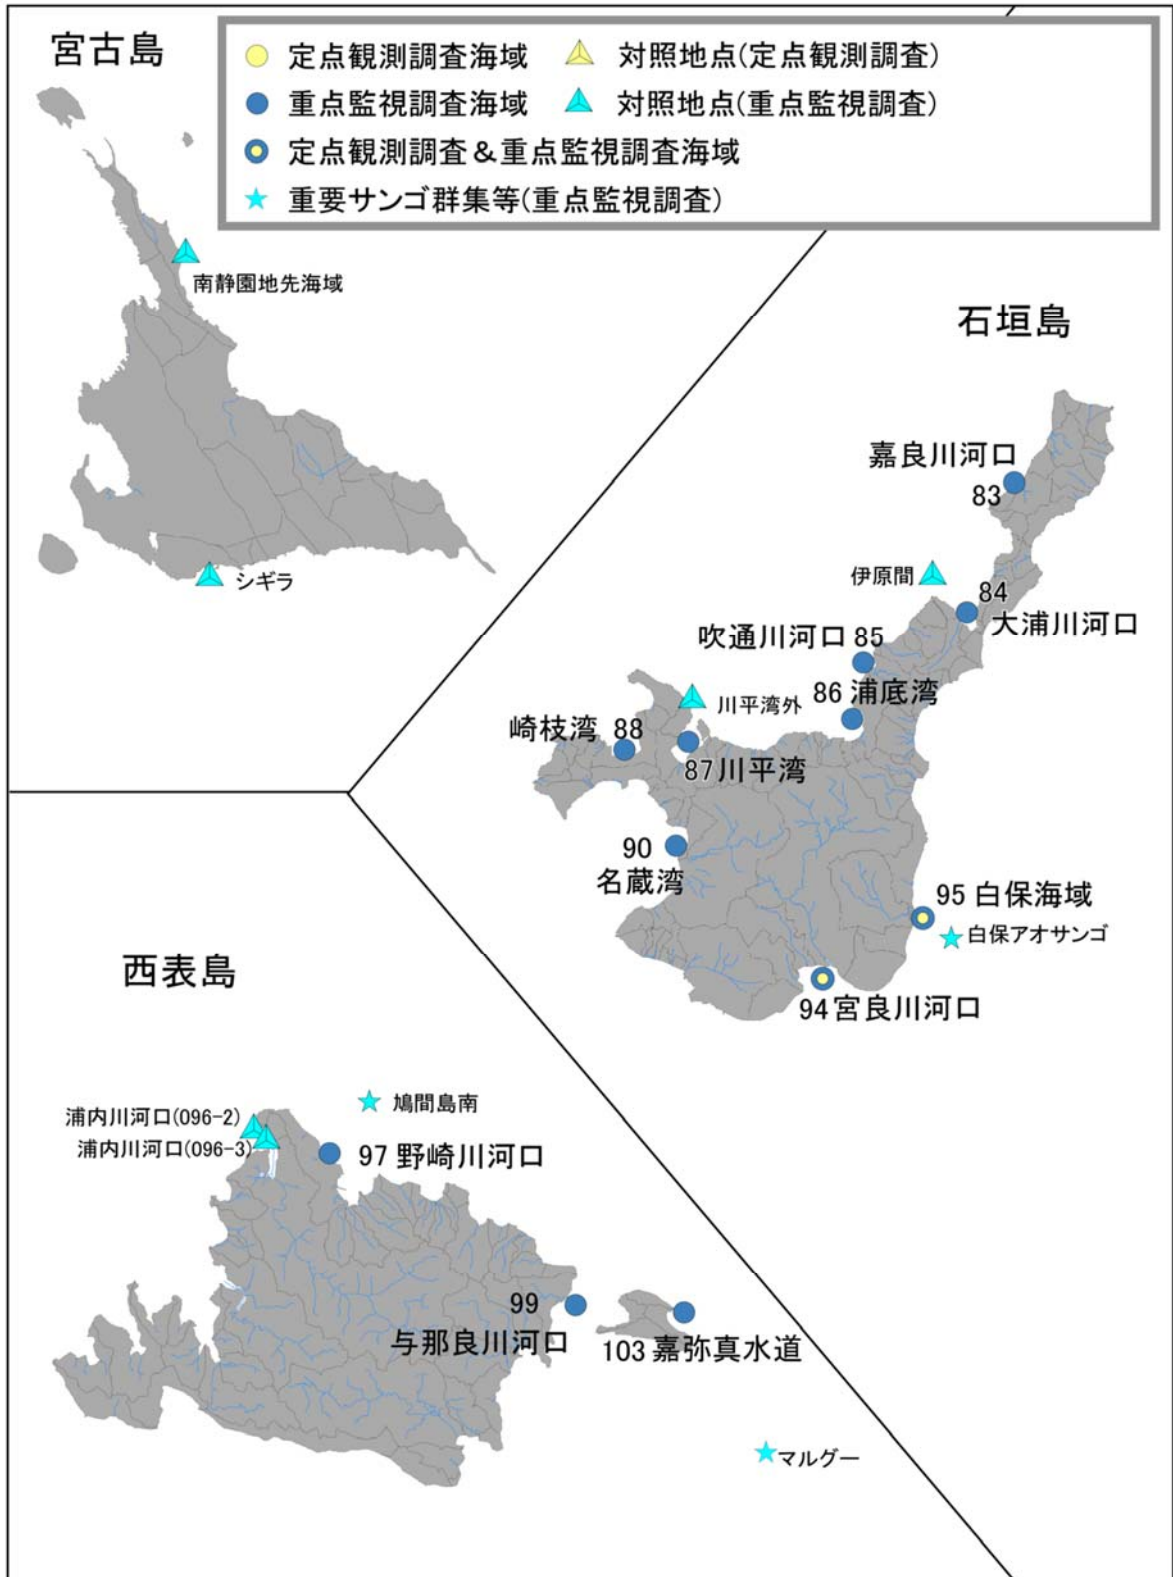 宮古島
定点観測調査海域
対照地点(定点観測調査)
重点監視調査海域
対照地点(重点監視調査)
定点観測調査&重点監視調査海域
重要サンゴ群集等(重点監視調査)
南静園地先海域
シギラ
石垣島
嘉良川河口
83
伊原間
84
大浦川河口
吹通川河口 85
86 浦底湾
川平湾外
崎枝湾 88
87 川平湾
90
名蔵湾
95 白保海域
白保アオサンゴ
94 宮良川河口
西表島
鳩間島南
浦内川河口(096-2)
浦内川河口(096-3)
97 野崎川河口
99
与那良川河口
103 嘉弥真水道
マルグー